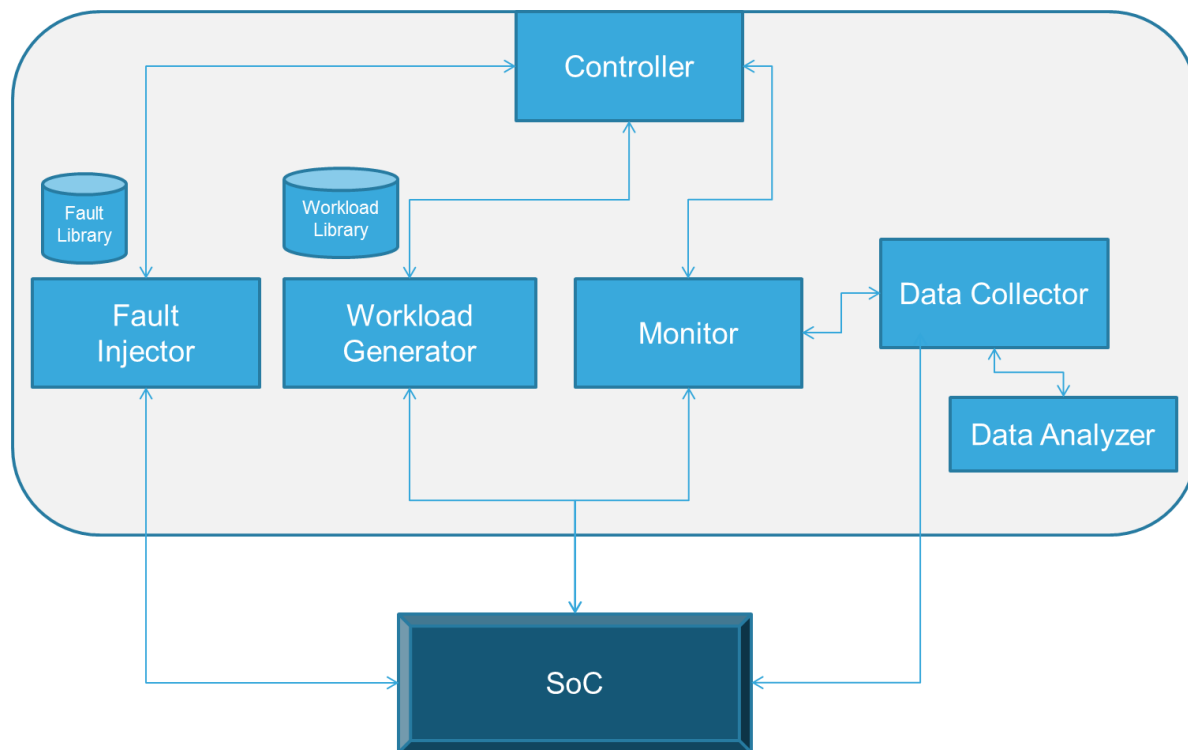 Controller
Fault
Library
Workload
Library
Fault
Injector
Workload
Generator
Monitor
Data Collector
Data Analyzer
SoC